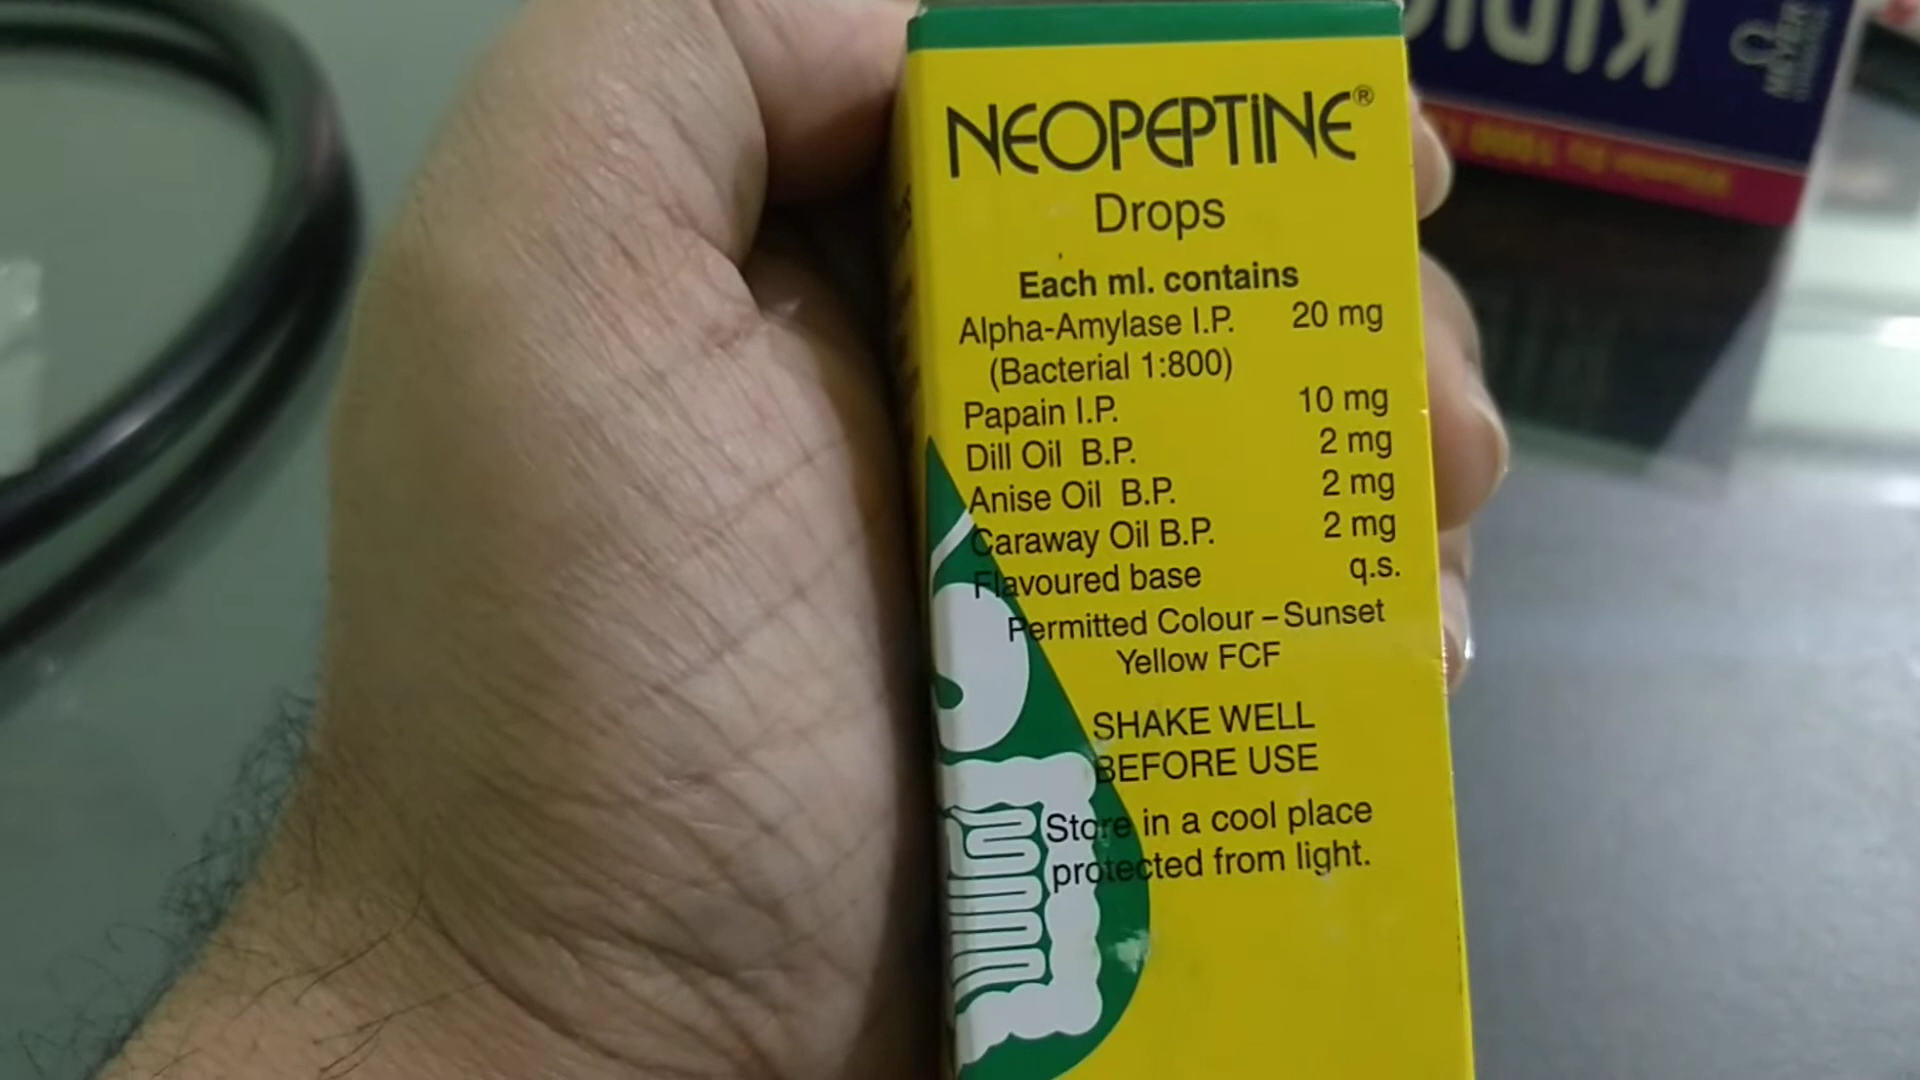 NEOPEPTINE®
Drops
Each ml. contains
Alpha-Amylase I.P. 20 mg
(Bacterial 1:800)
Papain I.P. 10 mg
Dill Oil B.P. 2 mg
Anise Oil B.P. 2 mg
Caraway Oil B.P. 2 mg
Flavoured base q.s.
Permitted Colour – Sunset
Yellow FCF
SHAKE WELL
BEFORE USE
Store in a cool place
protected from light.
MEYER